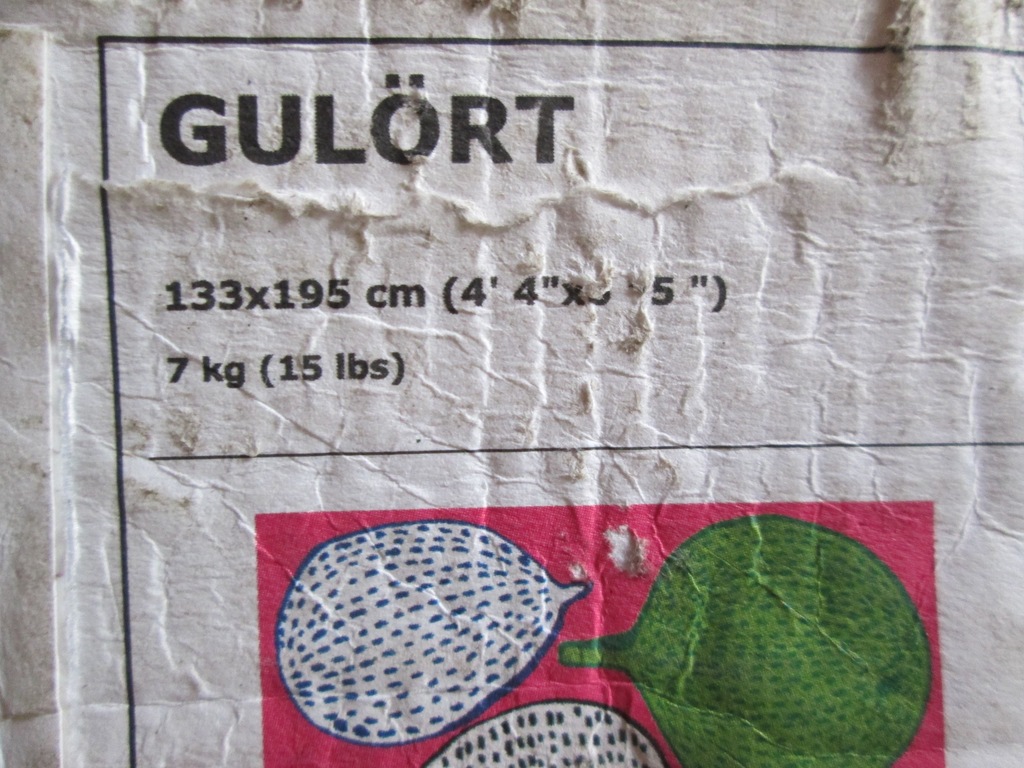 GULÖRT
133x195 cm (4' 4"x 5 ")
7 kg (15 lbs)